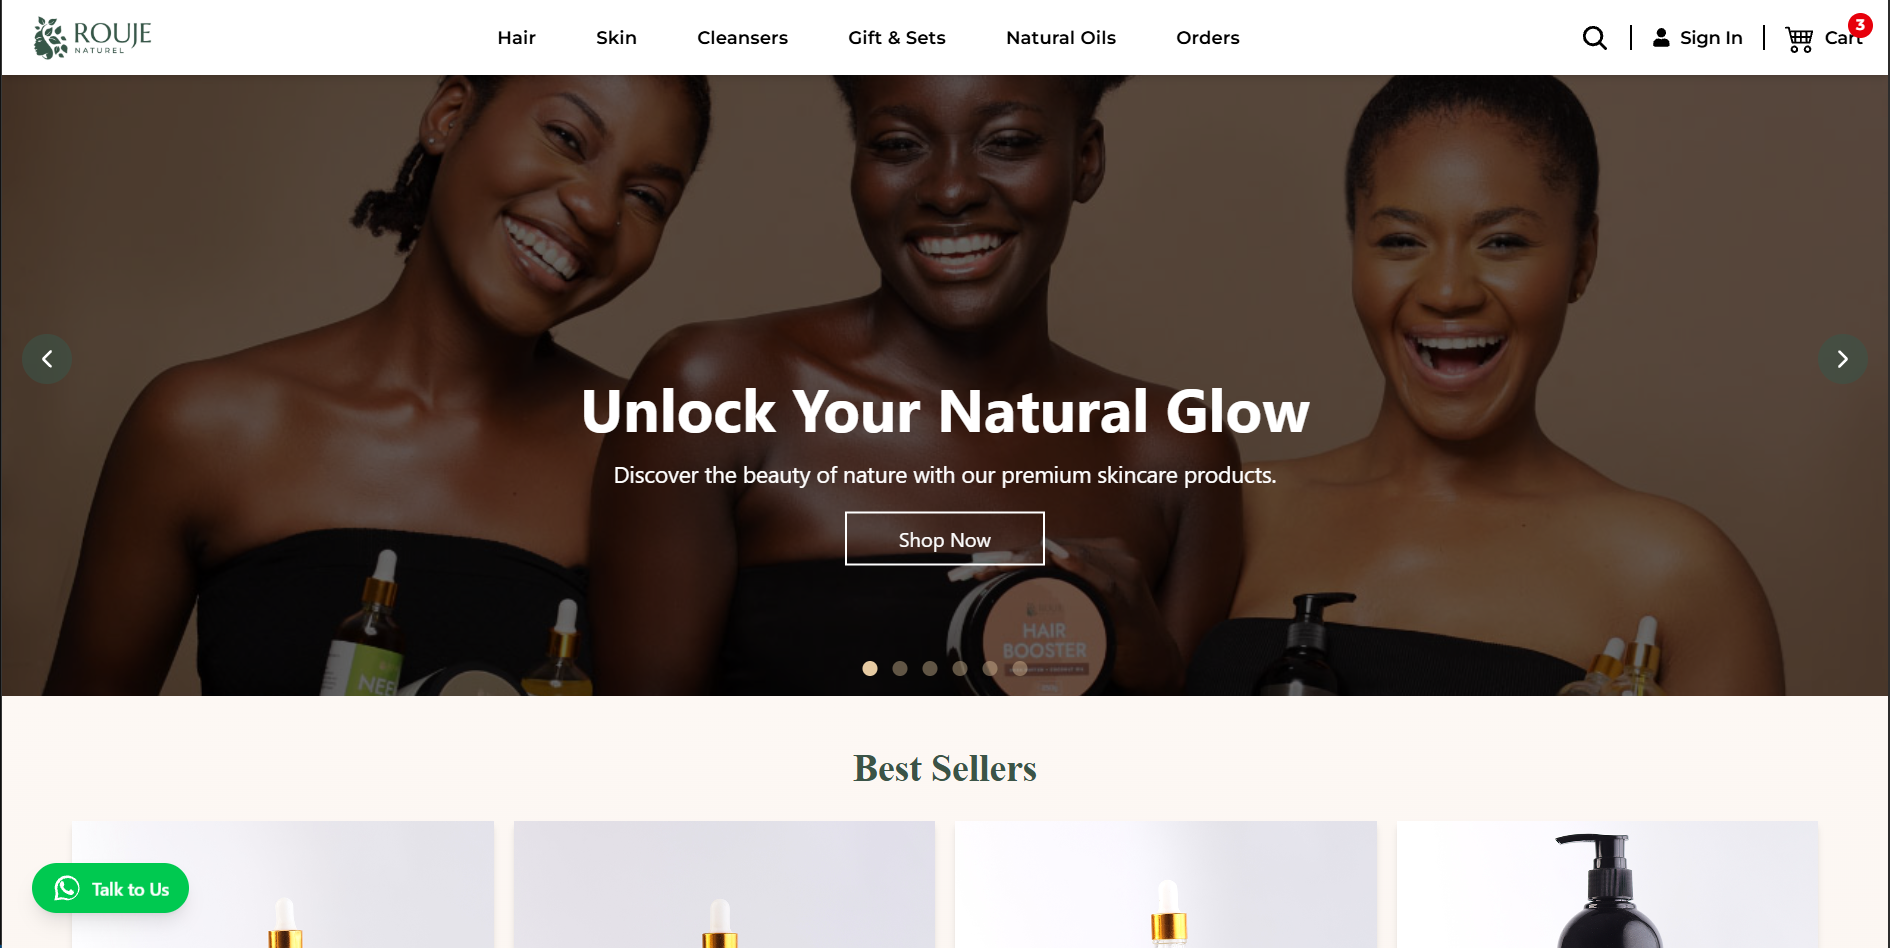 ROUJE
NATUREL
Hair
Skin
Cleansers
Gift & Sets
Natural Oils
Orders
Sign In
Cart
3
Unlock Your Natural Glow
Discover the beauty of nature with our premium skincare products.
Shop Now
HAIR
BOOSTER
NEE
Best Sellers
Talk to Us